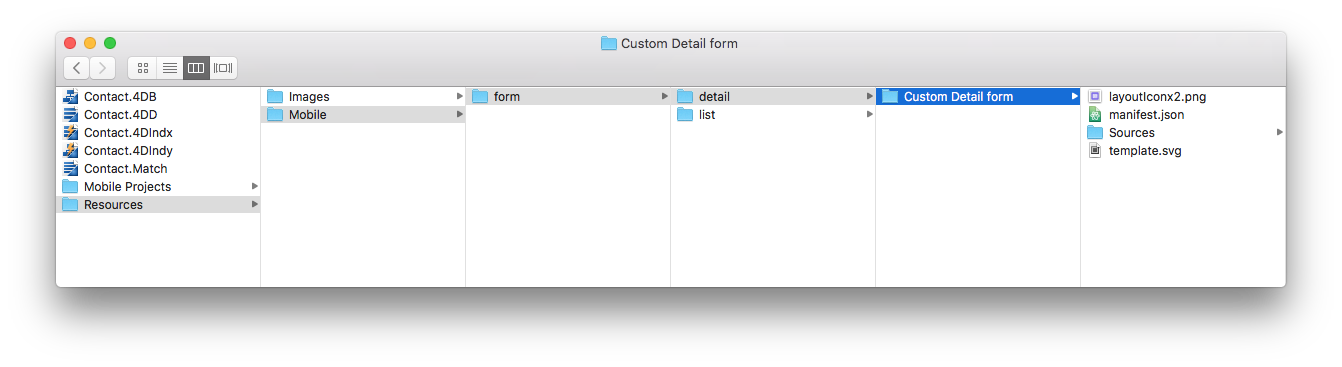 Custom Detail form
Contact.4DB
Contact.4DD
Contact.4DIndx
Contact.4DIndy
Contact.Match
Mobile Projects
Resources
Images
Mobile
form
detail
list
Custom Detail form
layoutIconx2.png
manifest.json
Sources
template.svg